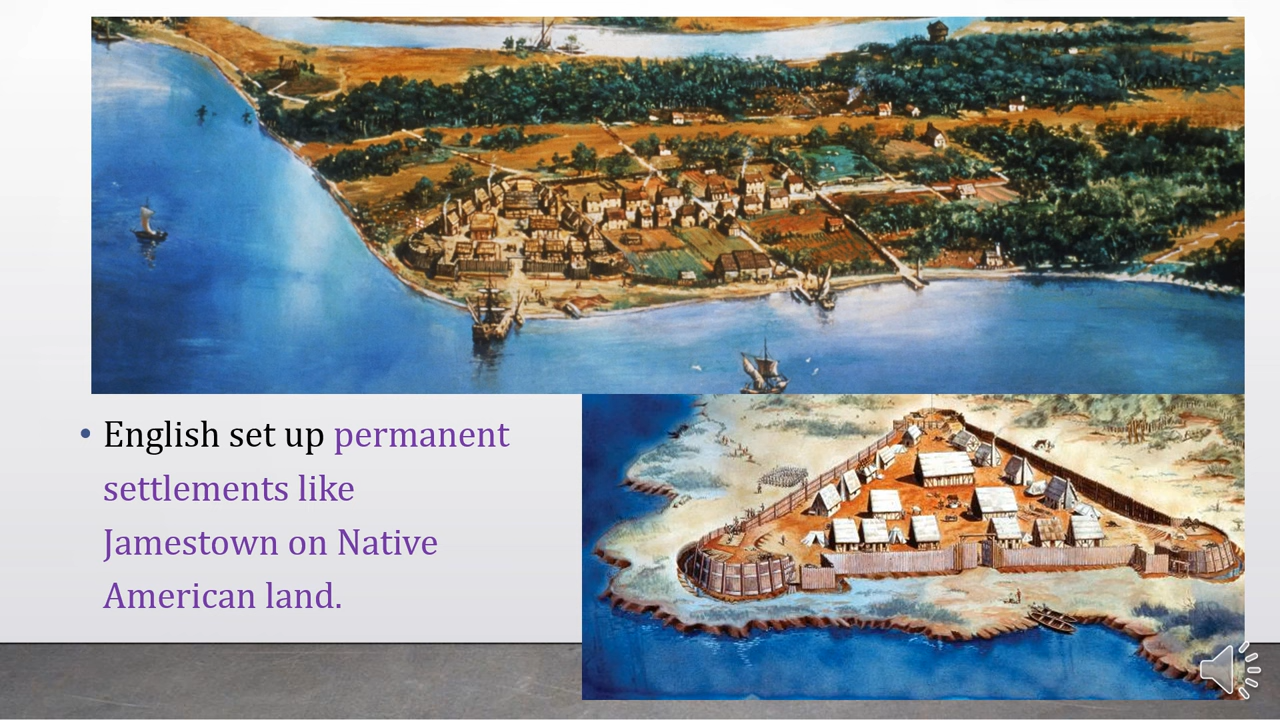 • English set up permanent
settlements like
Jamestown on Native
American land.